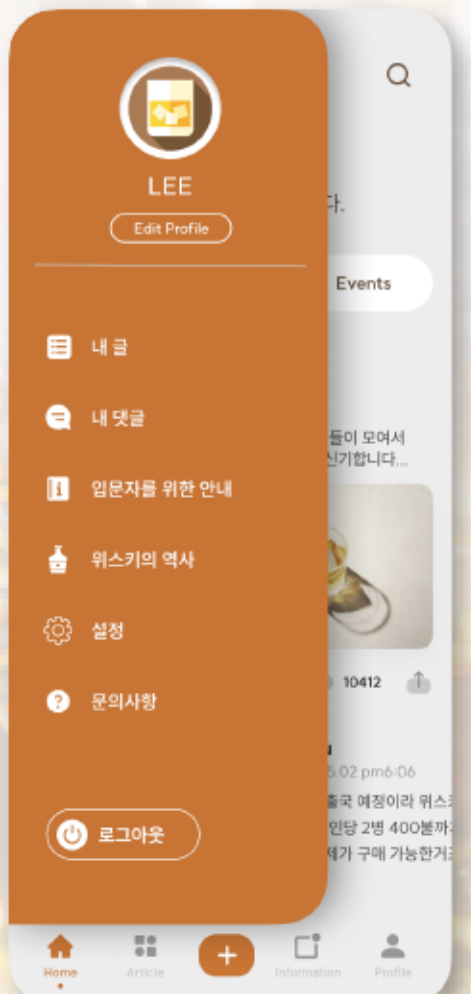 LEE
Edit Profile
내 글
내 댓글
입문자를 위한 안내
위스키의 역사
설정
문의사항
로그아웃
다.
Events
들이 모여서
신기합니다...
10412
5.02 pm6:06
출국 예정이라 위스키
인당 2병 400불까지
제가 구매 가능한거
Home
Article
Information
Profile